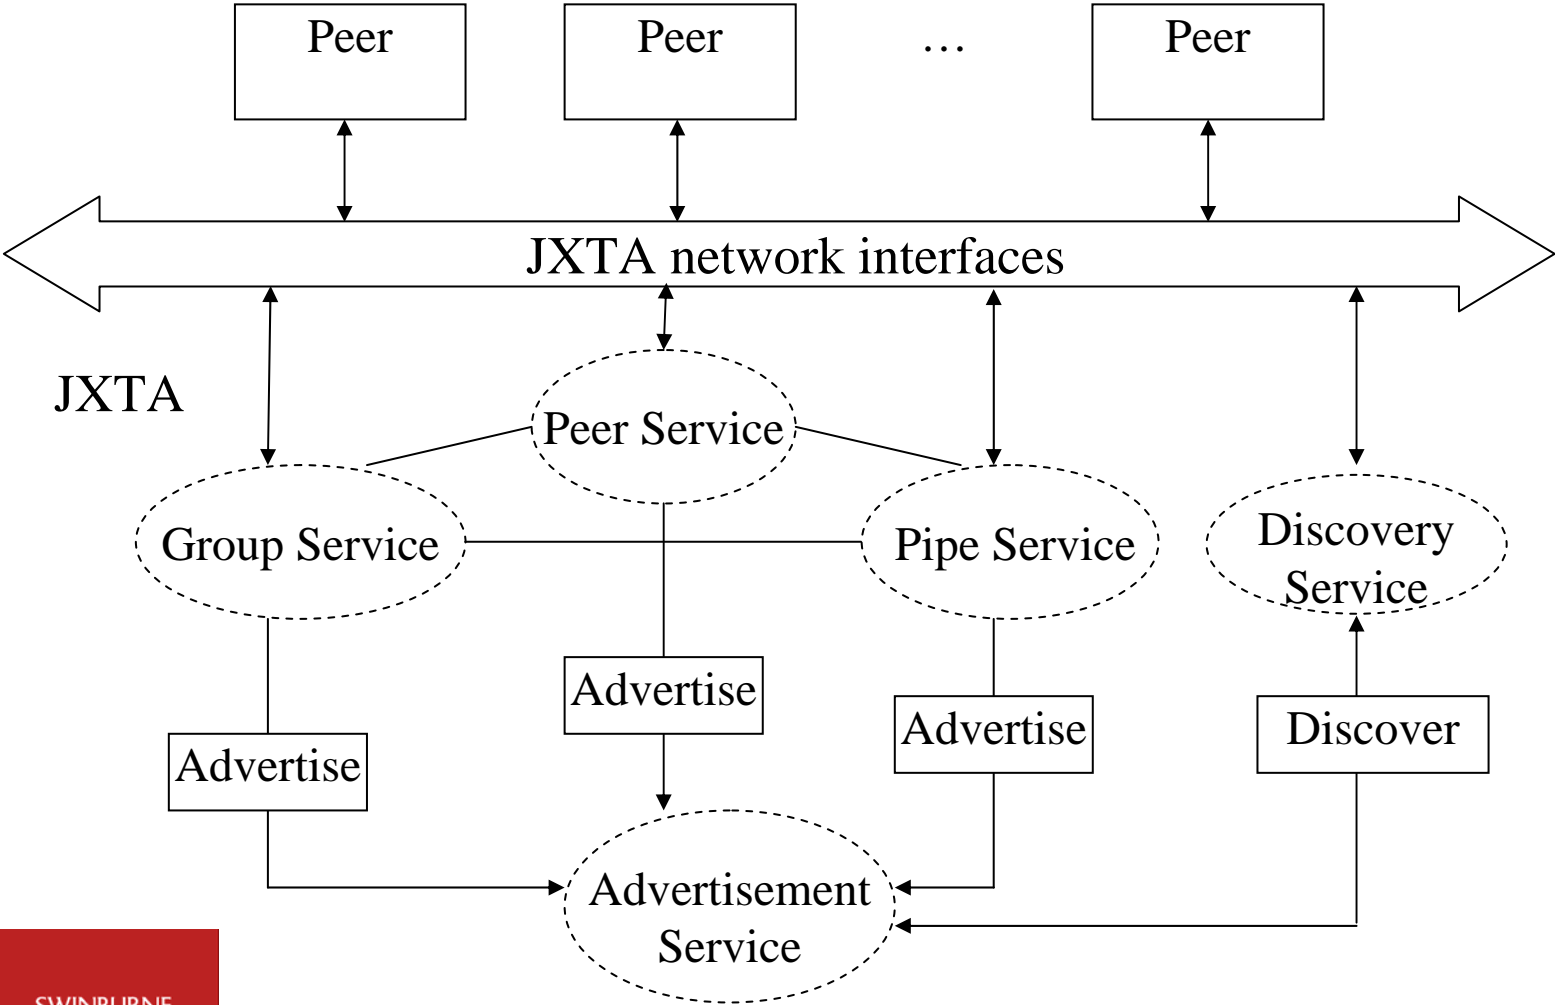 Peer
Peer
…
Peer
JXTA network interfaces
JXTA
Peer Service
Group Service
Pipe Service
Discovery
Service
Advertise
Advertise
Advertise
Discover
Advertisement
Service
SWINBURNE